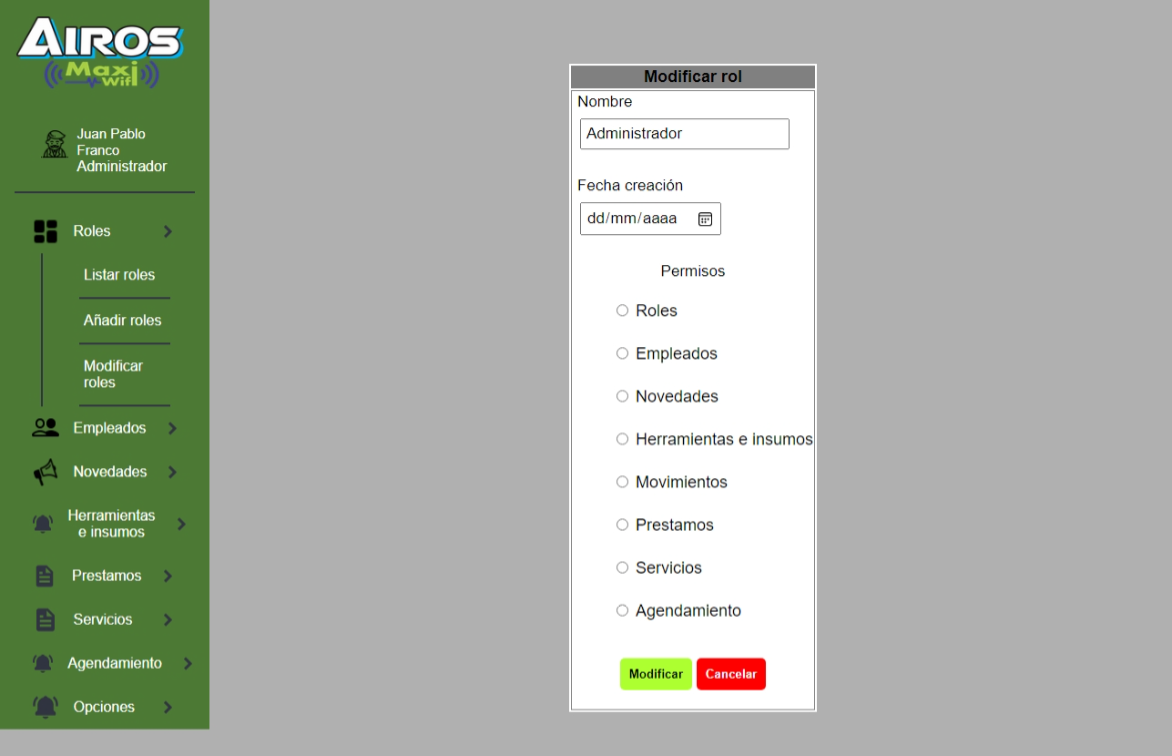 AIROS
Maxi
Wifi
Juan Pablo
Franco
Administrador
Roles
Listar roles
Añadir roles
Modificar
roles
Empleados
Novedades
Herramientas
e insumos
Prestamos
Servicios
Agendamiento
Opciones
Modificar rol
Nombre
Administrador
Fecha creación
dd/mm/aaaa
Permisos
Roles
Empleados
Novedades
Herramientas e insumos
Movimientos
Prestamos
Servicios
Agendamiento
Modificar Cancelar